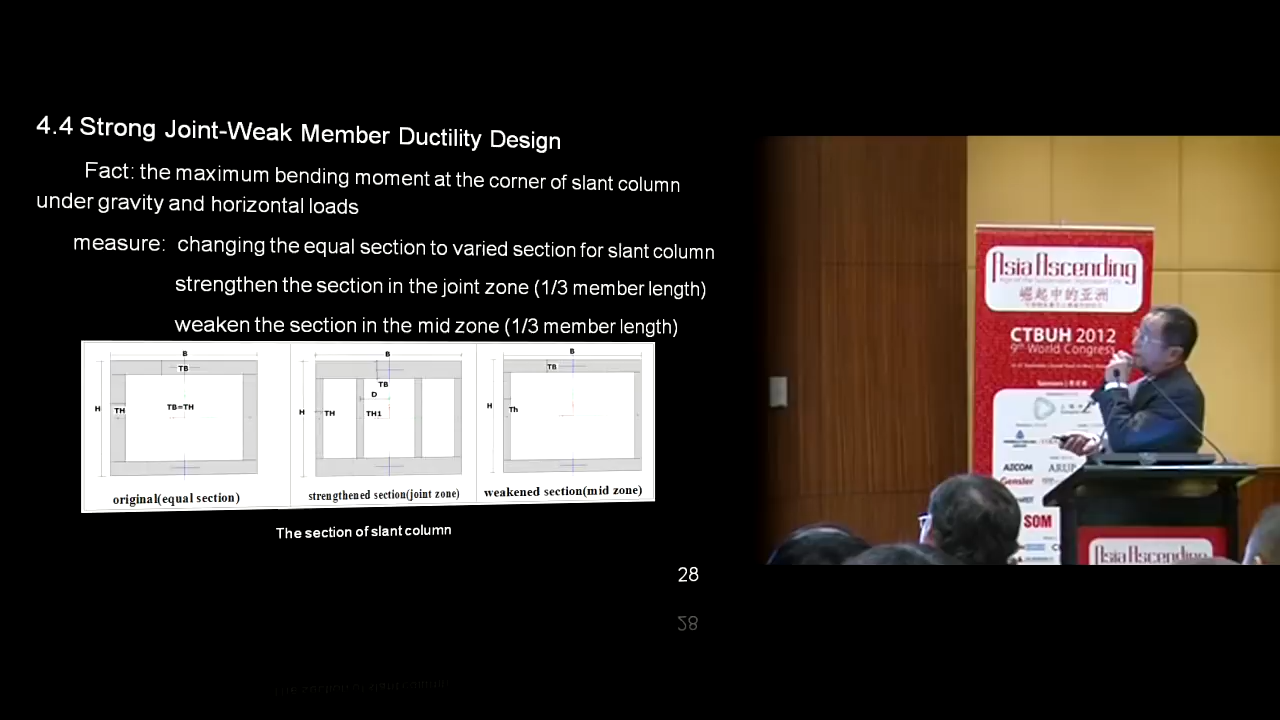 4.4 Strong Joint-Weak Member Ductility Design
Fact: the maximum bending moment at the corner of slant column
under gravity and horizontal loads
measure: changing the equal section to varied section for slant column
strengthen the section in the joint zone (1/3 member length)
weaken the section in the mid zone (1/3 member length)
B
TB
H
TH
TB=TH
original(equal section)
B
TB
D
H
TH
TH1
strengthened section(joint zone)
B
TB
H
Th
weakened section(mid zone)
The section of slant column
28
28
Asia Ascending
崛起中的亚洲
CTBUH 2012
9th World Congress
AECOM
ARUP
Gensler
SOM
Asia Ascending